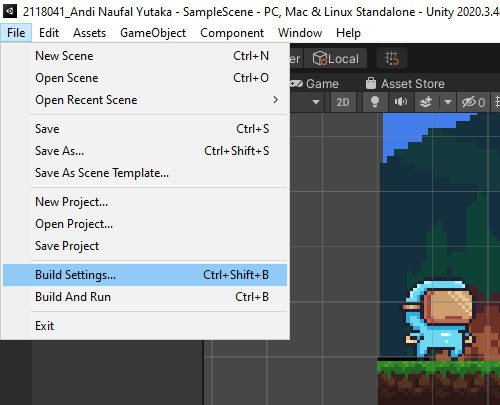 2118041_Andi Naufal Yutaka - SampleScene - PC, Mac & Linux Standalone - Unity 2020.3.4
File Edit Assets GameObject Component Window Help
New Scene Ctrl+N
Local
Open Scene Ctrl+O
Game Asset Store
Open Recent Scene
2D 0
Save Ctrl+S
Save As... Ctrl+Shift+S
Save As Scene Template...
New Project...
Open Project...
Save Project
Build Settings... Ctrl+Shift+B
Build And Run Ctrl+B
Exit